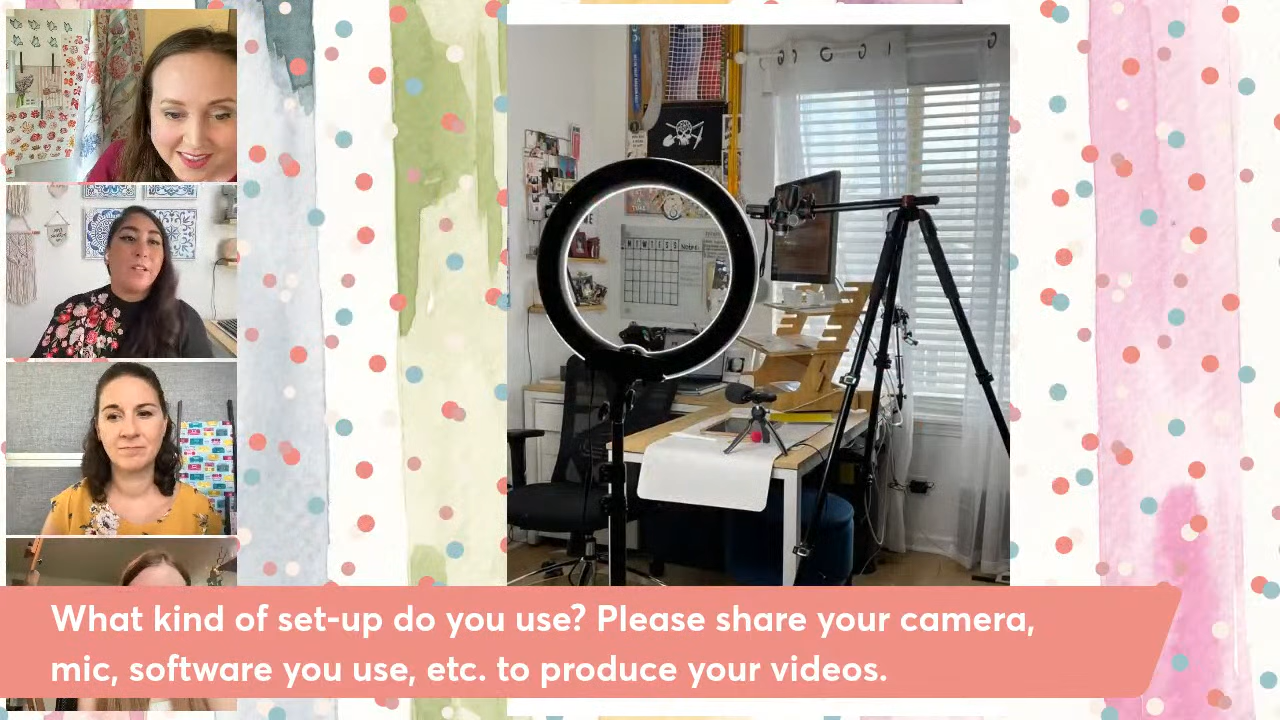 What kind of set-up do you use? Please share your camera,
mic, software you use, etc. to produce your videos.